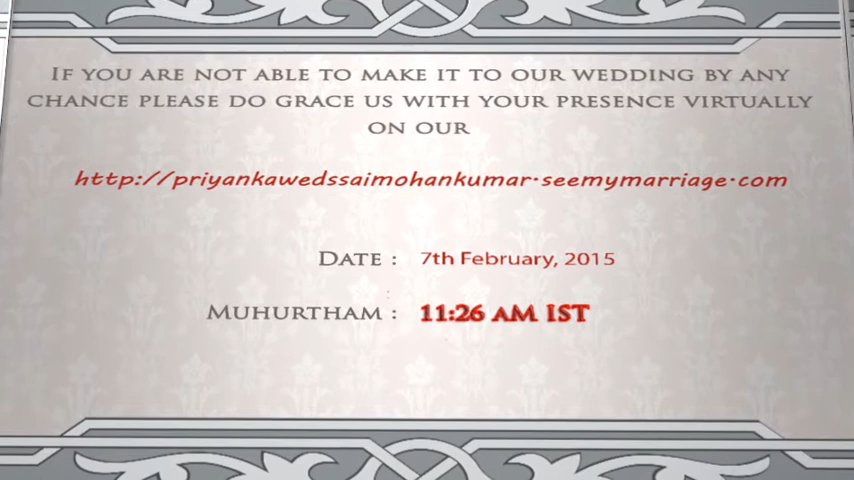 IF YOU ARE NOT ABLE TO MAKE IT TO OUR WEDDING BY ANY
CHANCE PLEASE DO GRACE US WITH YOUR PRESENCE VIRTUALLY
ON OUR
http://priyankawedssaimohankumar.seemymarriage.com
DATE : 7th February, 2015
MUHURTHAM : 11:26 AM IST